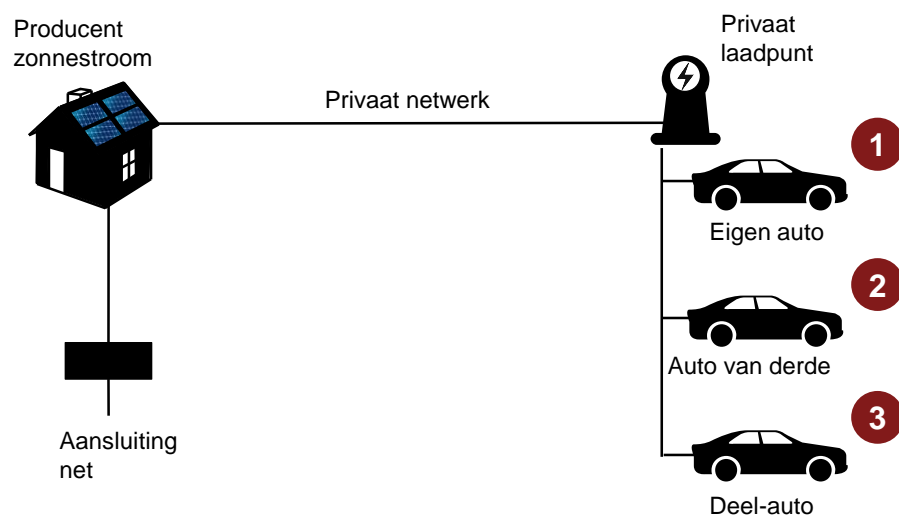 Producent
zonnestroom
Privaat
laadpunt
Privaat netwerk
1
Eigen auto
2
Auto van derde
3
Deel-auto
Aansluiting
net